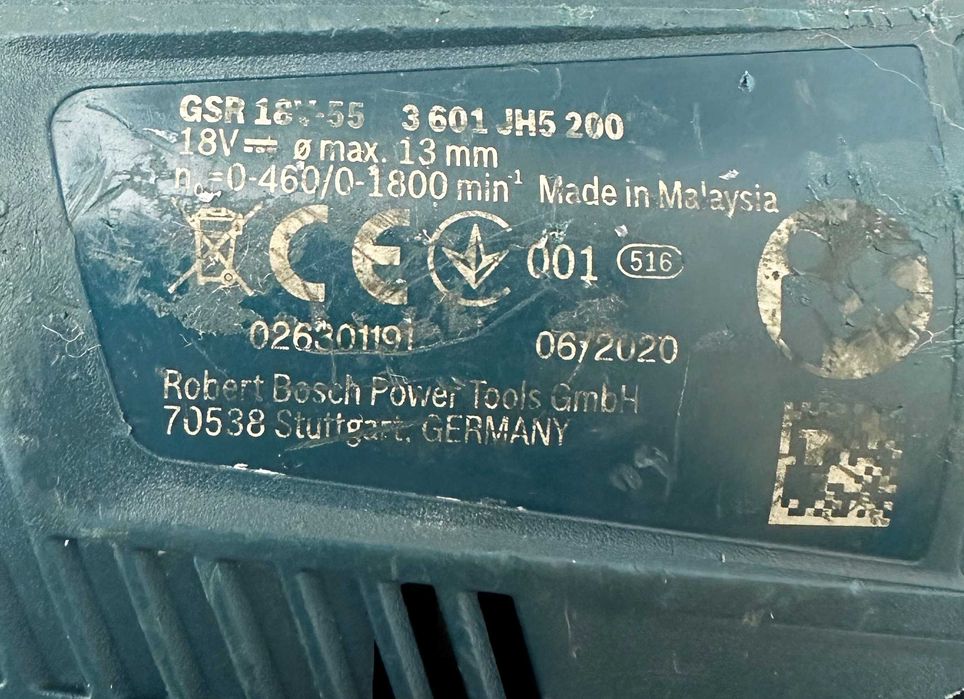 GSR 18V-55 3 601 JH5 200
18V ⎓ ø max. 13 mm
n₀=0-460/0-1800 min⁻¹ Made in Malaysia
CE 001 516
026301191 06/2020
Robert Bosch Power Tools GmbH
70538 Stuttgart, GERMANY